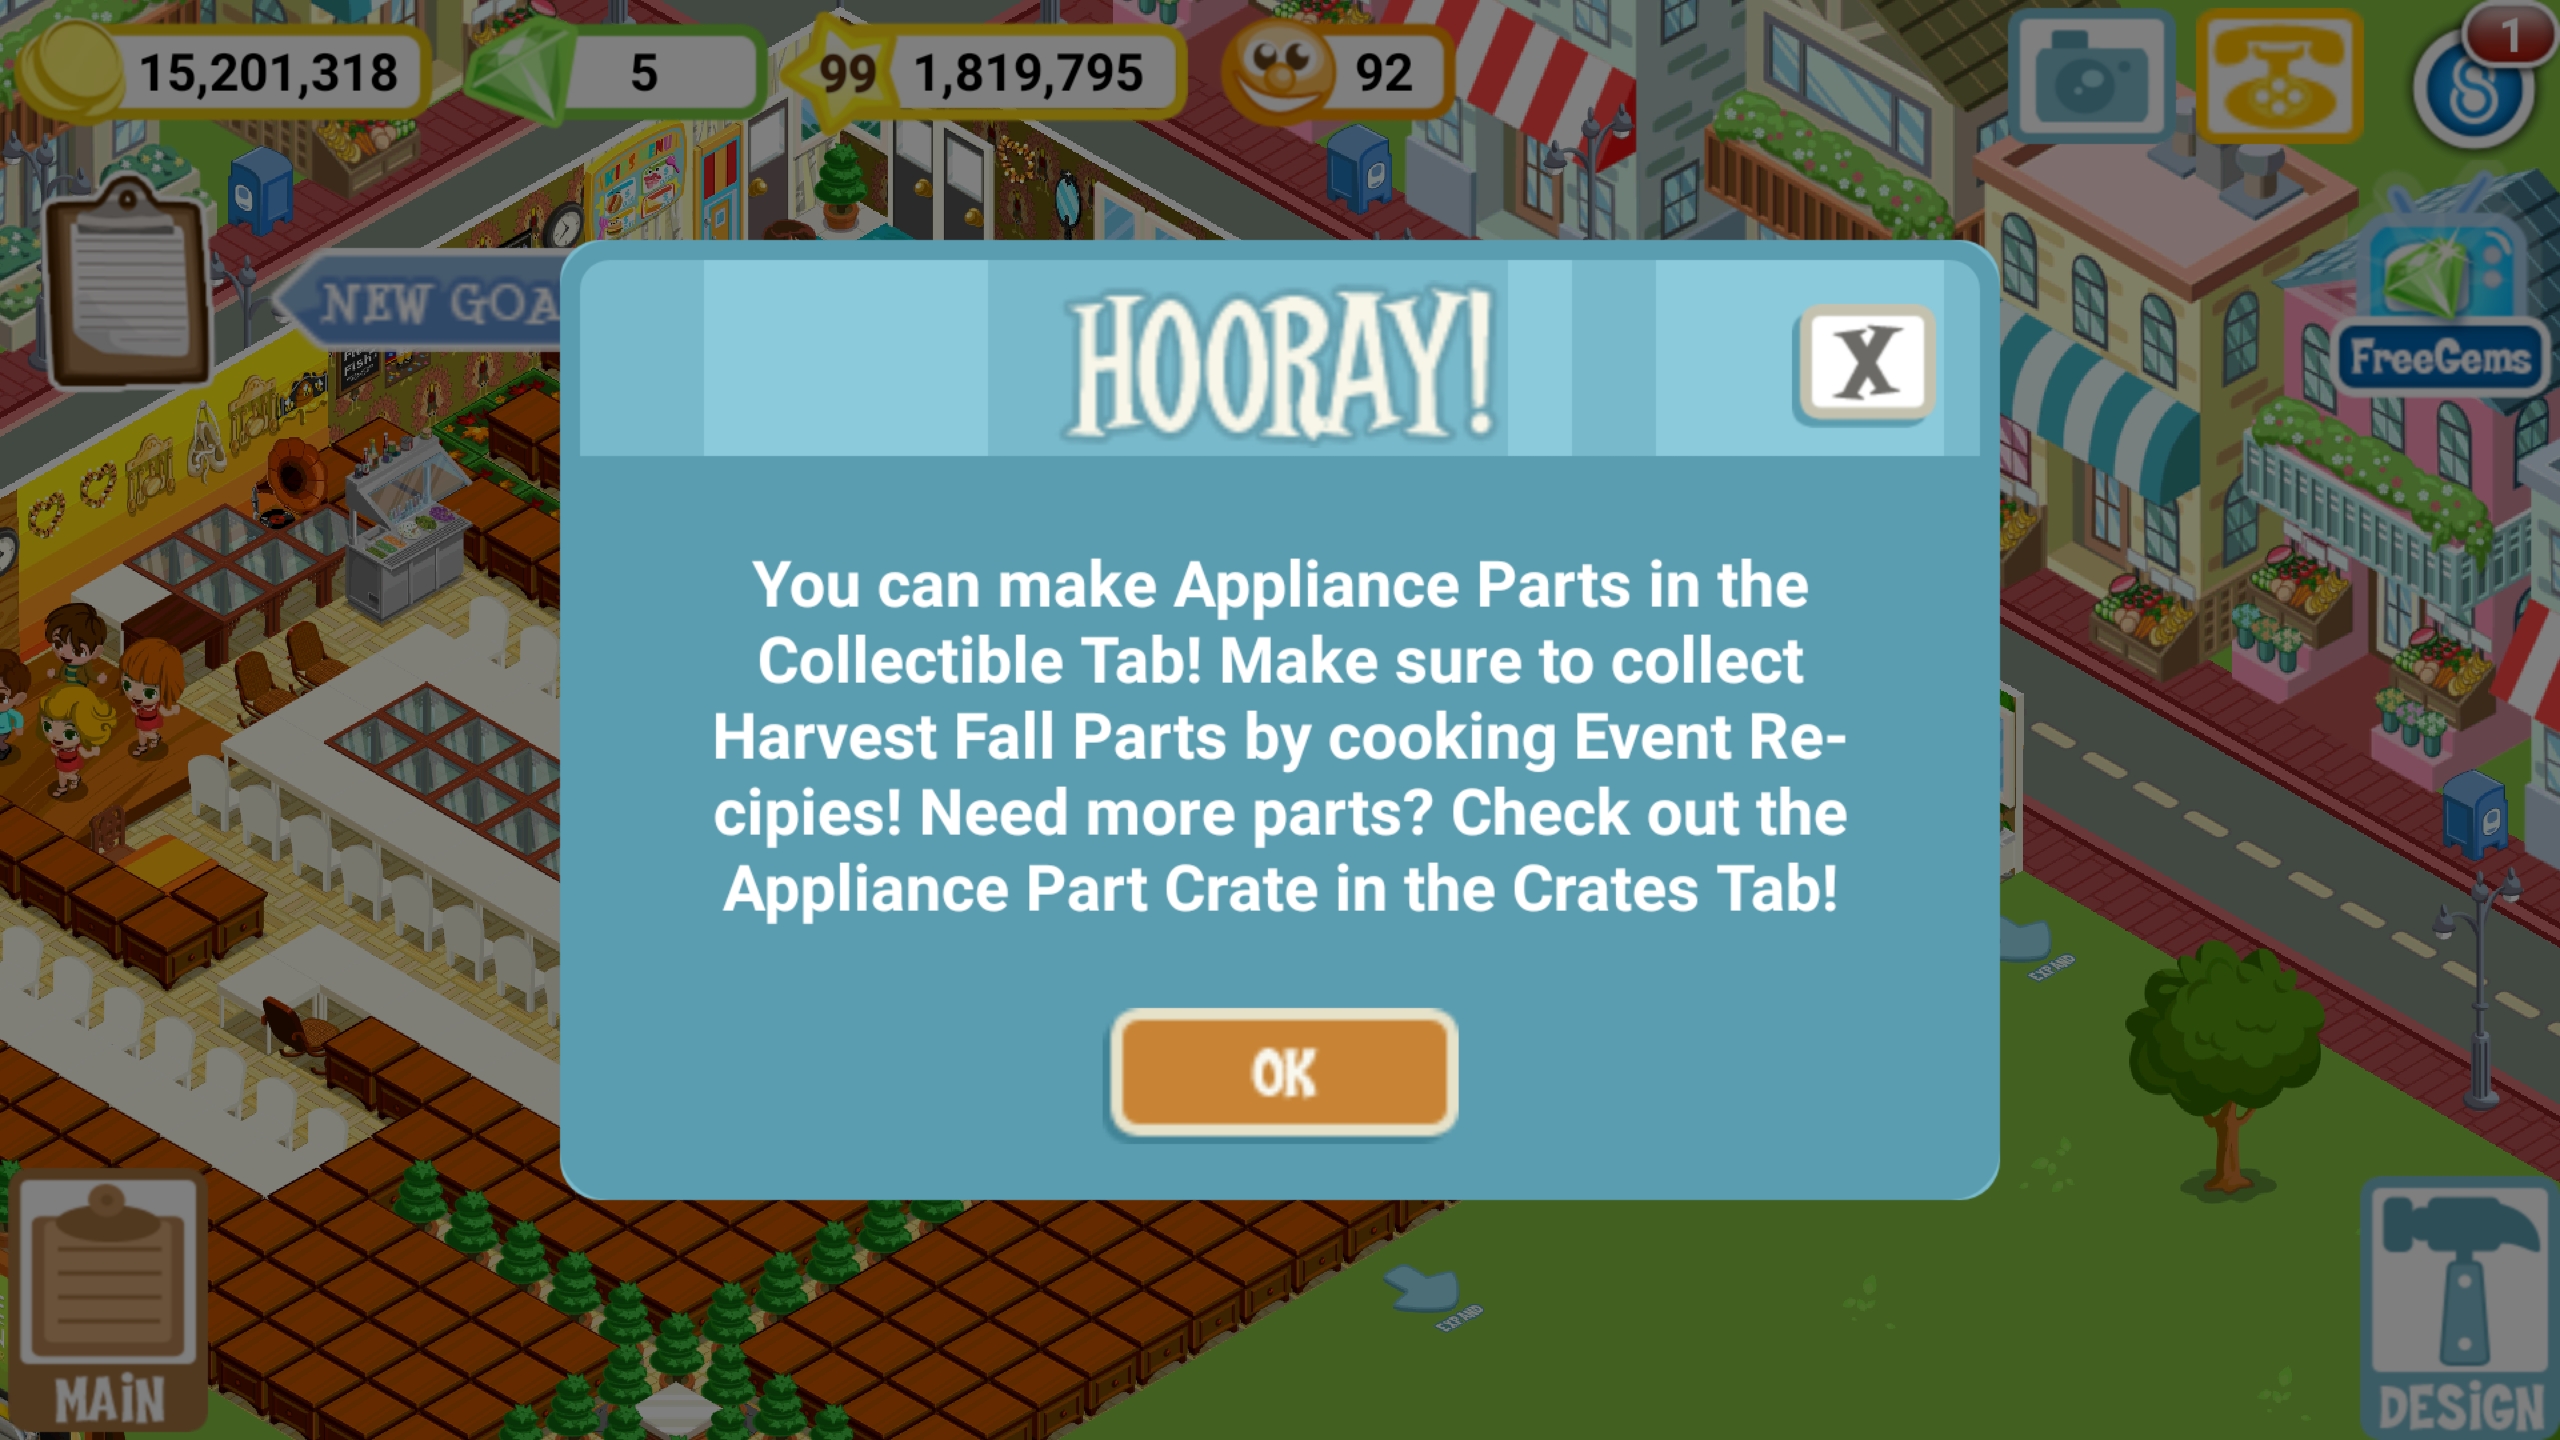 15,201,318
5
99 1,819,795
92
1
NEW GOA
FreeGems
HOORAY!
X
You can make Appliance Parts in the
Collectible Tab! Make sure to collect
Harvest Fall Parts by cooking Event Re-
cipies! Need more parts? Check out the
Appliance Part Crate in the Crates Tab!
OK
EXPAND
EXPAND
MAIN
DESIGN